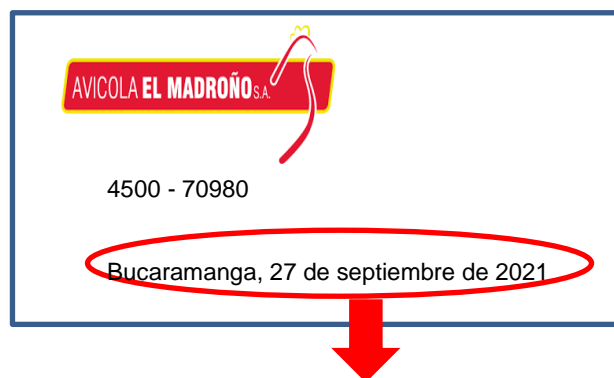 AVICOLA EL MADROÑO S.A.
4500 - 70980
Bucaramanga, 27 de septiembre de 2021